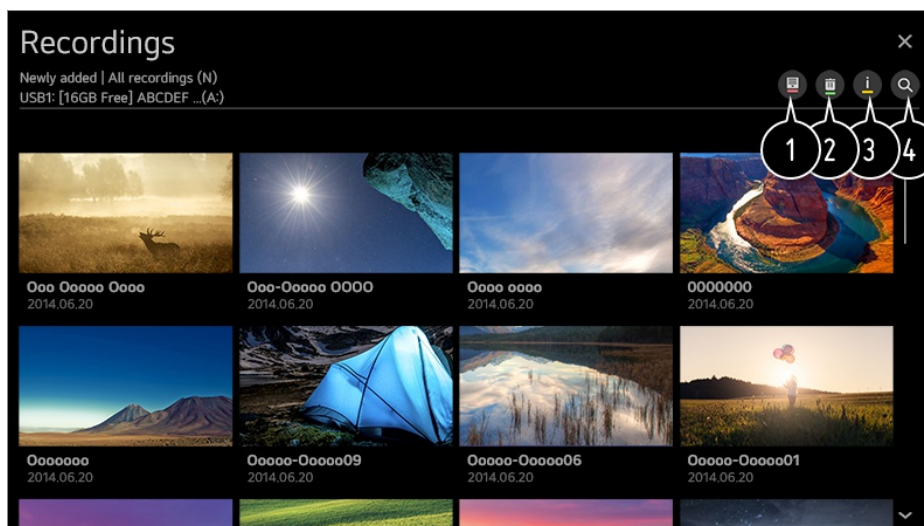 Recordings
Newly added | All recordings (N)
USB1: [16GB Free] ABCDEF ...(A:)
i
1 2 3 4
Ooo Ooooo Oooo
2014.06.20
Ooo-Ooooo OOOO
2014.06.20
Oooo oooo
2014.06.20
OOOOOOO
2014.06.20
Ooooooo
2014.06.20
Ooooo-Ooooo09
2014.06.20
Ooooo-Ooooo06
2014.06.20
Ooooo-Ooooo01
2014.06.20